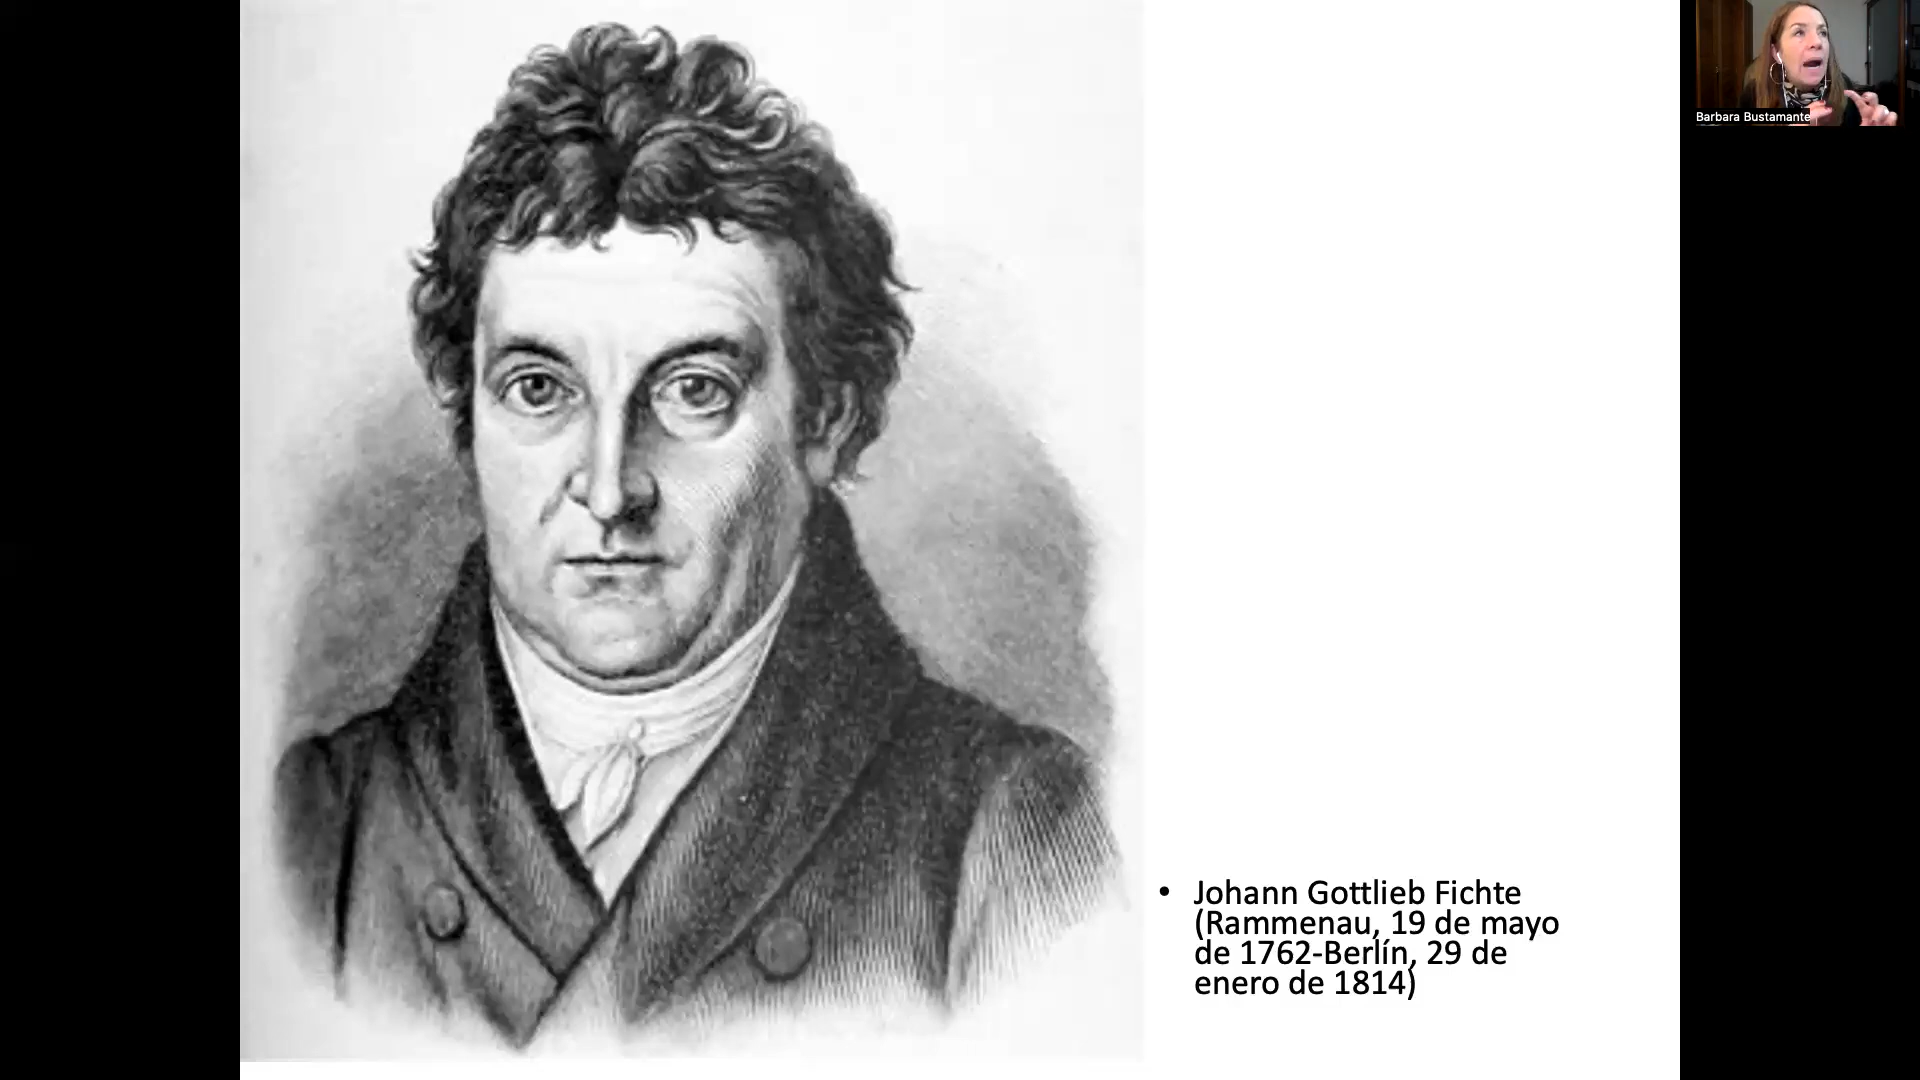 Barbara Bustamante
• Johann Gottlieb Fichte
(Rammenau, 19 de mayo
de 1762-Berlín, 29 de
enero de 1814)